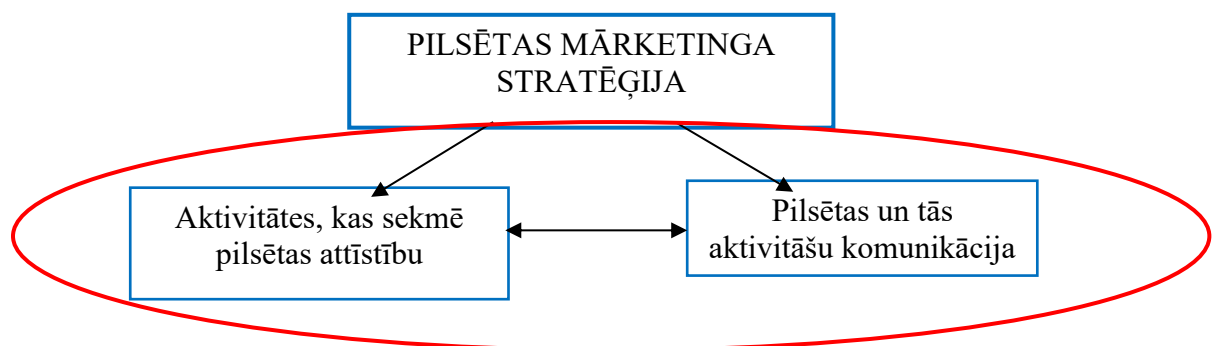 PILSĒTAS MĀRKETINGA
STRATĒĢIJA
Aktivitātes, kas sekmē
pilsētas attīstību
Pilsētas un tās
aktivitāšu komunikācija